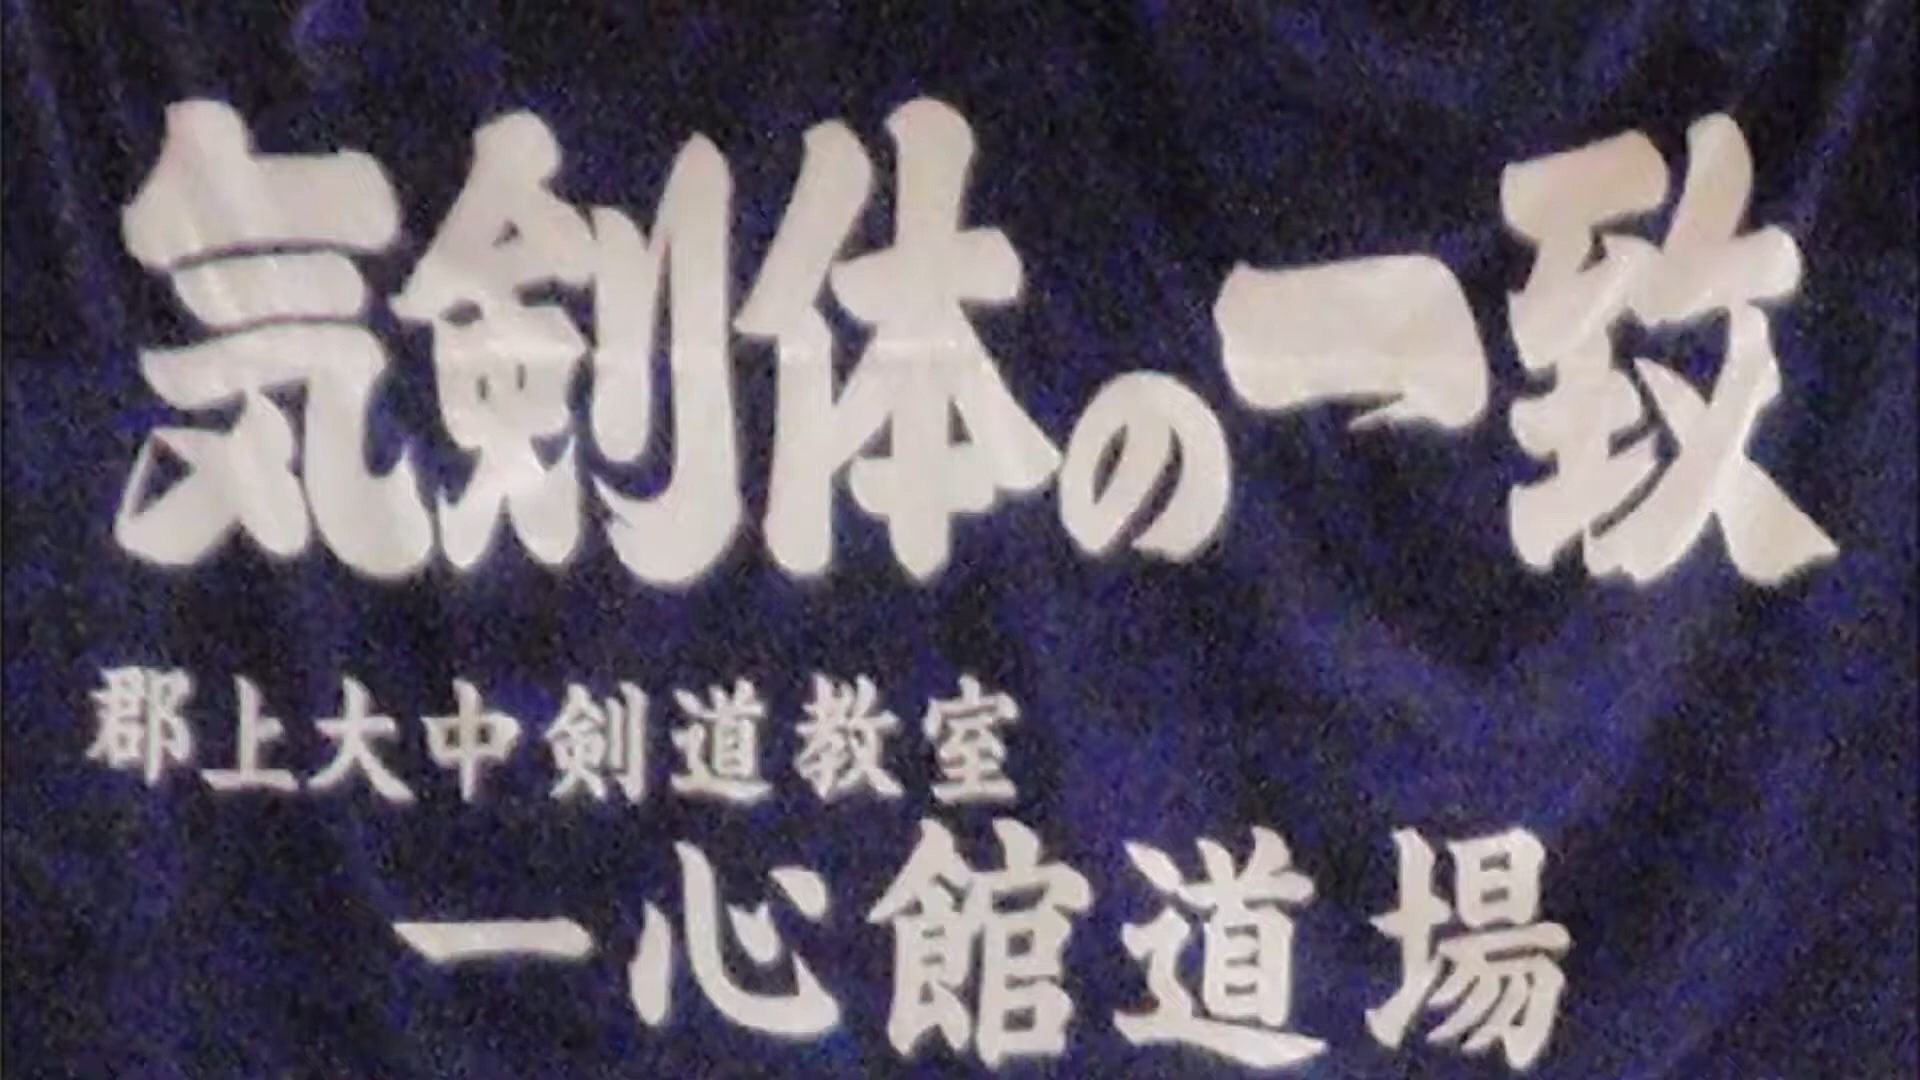 気剣体の一致
郡上大中剣道教室
一心館道場